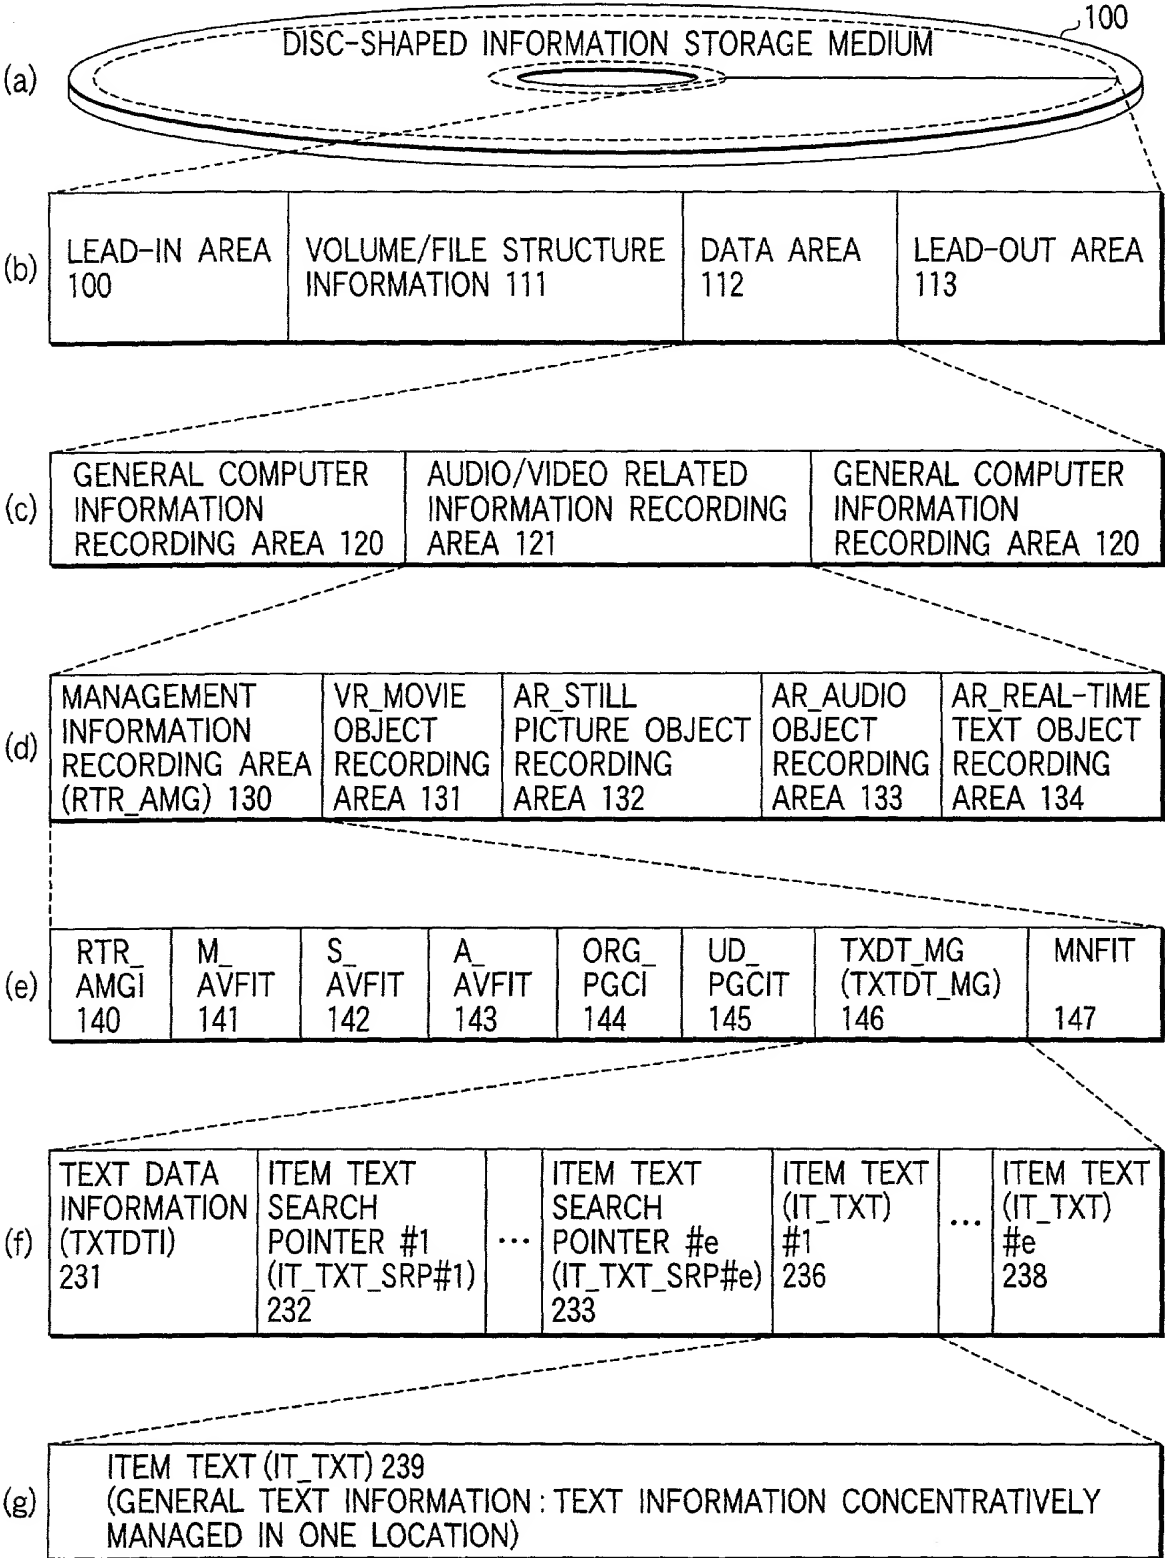 100
DISC-SHAPED INFORMATION STORAGE MEDIUM
(a)
(b)
LEAD-IN AREA
100
VOLUME/FILE STRUCTURE
INFORMATION 111
DATA AREA
112
LEAD-OUT AREA
113
(c)
GENERAL COMPUTER
INFORMATION
RECORDING AREA 120
AUDIO/VIDEO RELATED
INFORMATION RECORDING
AREA 121
GENERAL COMPUTER
INFORMATION
RECORDING AREA 120
(d)
MANAGEMENT
INFORMATION
RECORDING AREA
(RTR_AMG) 130
VR_MOVIE
OBJECT
RECORDING
AREA 131
AR_STILL
PICTURE OBJECT
RECORDING
AREA 132
AR_AUDIO
OBJECT
RECORDING
AREA 133
AR_REAL-TIME
TEXT OBJECT
RECORDING
AREA 134
(e)
RTR_
AMGI
140
M_
AVFIT
141
S_
AVFIT
142
A_
AVFIT
143
ORG_
PGCI
144
UD_
PGCIT
145
TXDT_MG
(TXTDT_MG)
146
MNFIT
147
(f)
TEXT DATA
INFORMATION
(TXTDTI)
231
ITEM TEXT
SEARCH
POINTER #1
(IT_TXT_SRP#1)
232
...
ITEM TEXT
SEARCH
POINTER #e
(IT_TXT_SRP#e)
233
ITEM TEXT
(IT_TXT)
#1
236
...
ITEM TEXT
(IT_TXT)
#e
238
(g)
ITEM TEXT (IT_TXT) 239
(GENERAL TEXT INFORMATION : TEXT INFORMATION CONCENTRATIVELY
MANAGED IN ONE LOCATION)